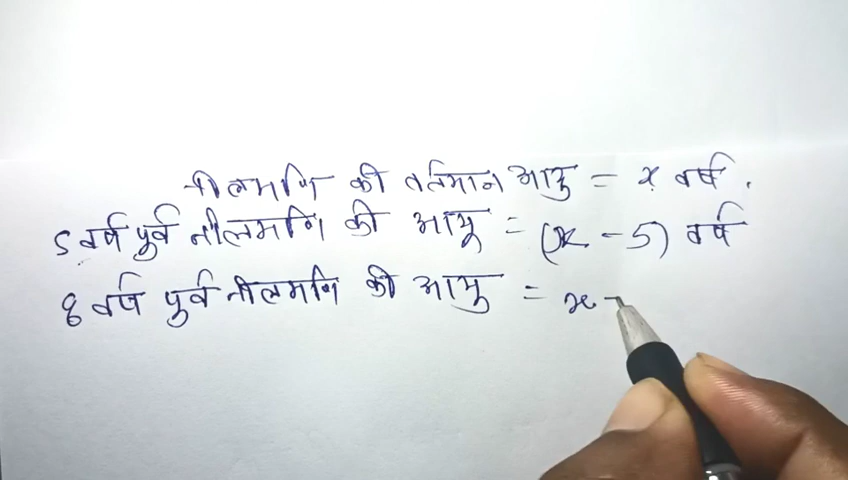 नीलमणि की वर्तमान आयु = x वर्ष.
5 वर्ष पूर्व नीलमणि की आयु = (x - 5) वर्ष
8 वर्ष पूर्व नीलमणि की आयु = x -